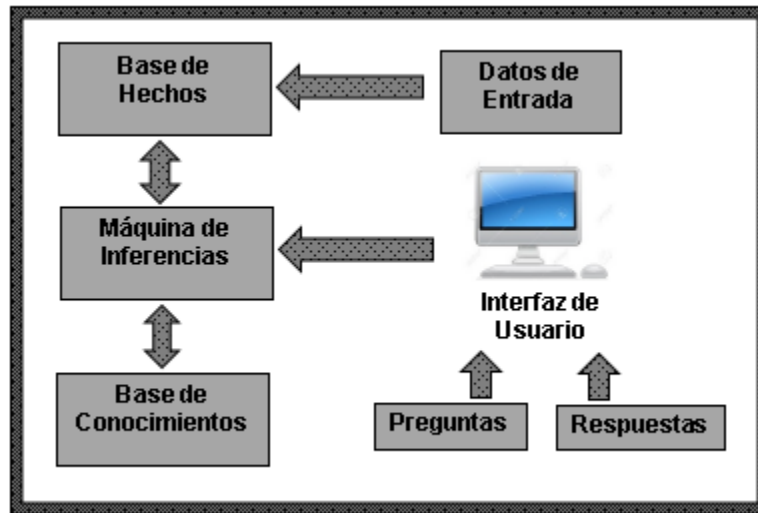 Base de
Hechos
Datos de
Entrada
Máquina de
Inferencias
Interfaz de
Usuario
Base de
Conocimientos
Preguntas
Respuestas